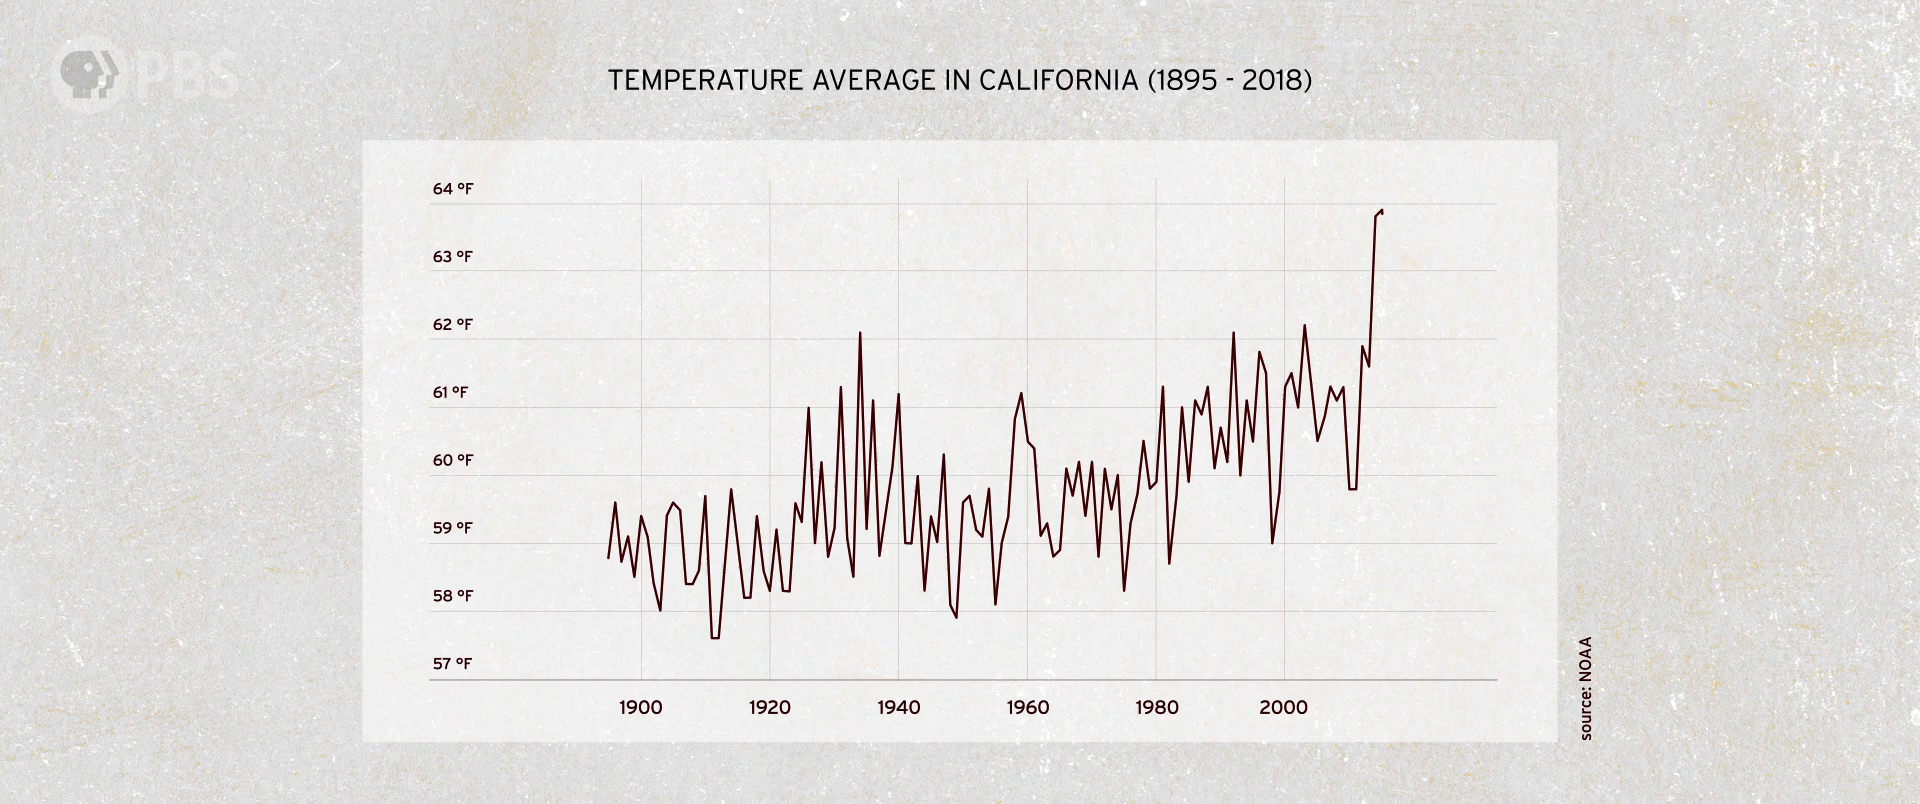 PBS
TEMPERATURE AVERAGE IN CALIFORNIA (1895 - 2018)
64 °F
63 °F
62 °F
61 °F
60 °F
59 °F
58 °F
57 °F
1900 1920 1940 1960 1980 2000
source: NOAA